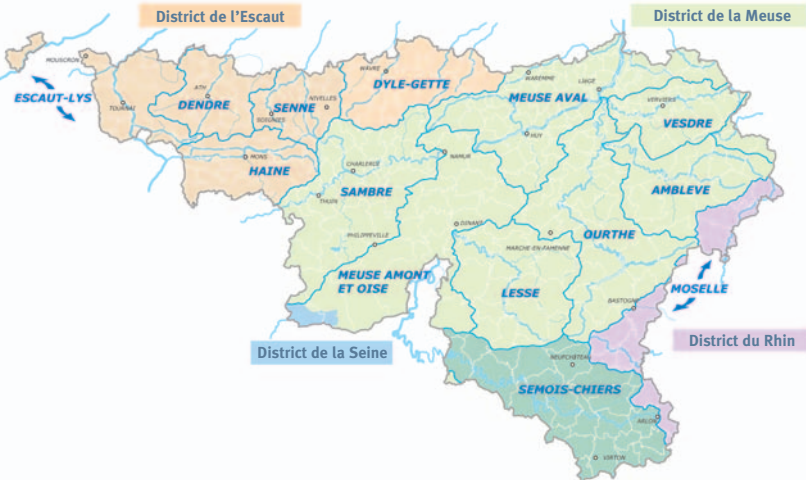 District de l'Escaut
District de la Meuse
MOUSCRON
WAVRE
DYLE-GETTE
WAREMME
LIEGE
ESCAUT-LYS
TOURNAI
ATH
DENDRE
SENNE
NIVELLES
SOIGNIES
MEUSE AVAL
VERVIERS
VESDRE
HUY
MONS
HAINE
CHARLEROI
NAMUR
SAMBRE
AMBLEVE
THUIN
DINANT
OURTHE
PHILIPPEVILLE
MARCHE-EN-FAMENNE
MEUSE AMONT
ET OISE
LESSE
MOSELLE
BASTOGNE
District de la Seine
District du Rhin
NEUFCHÂTEAU
SEMOIS-CHIERS
ARLON
VIRTON